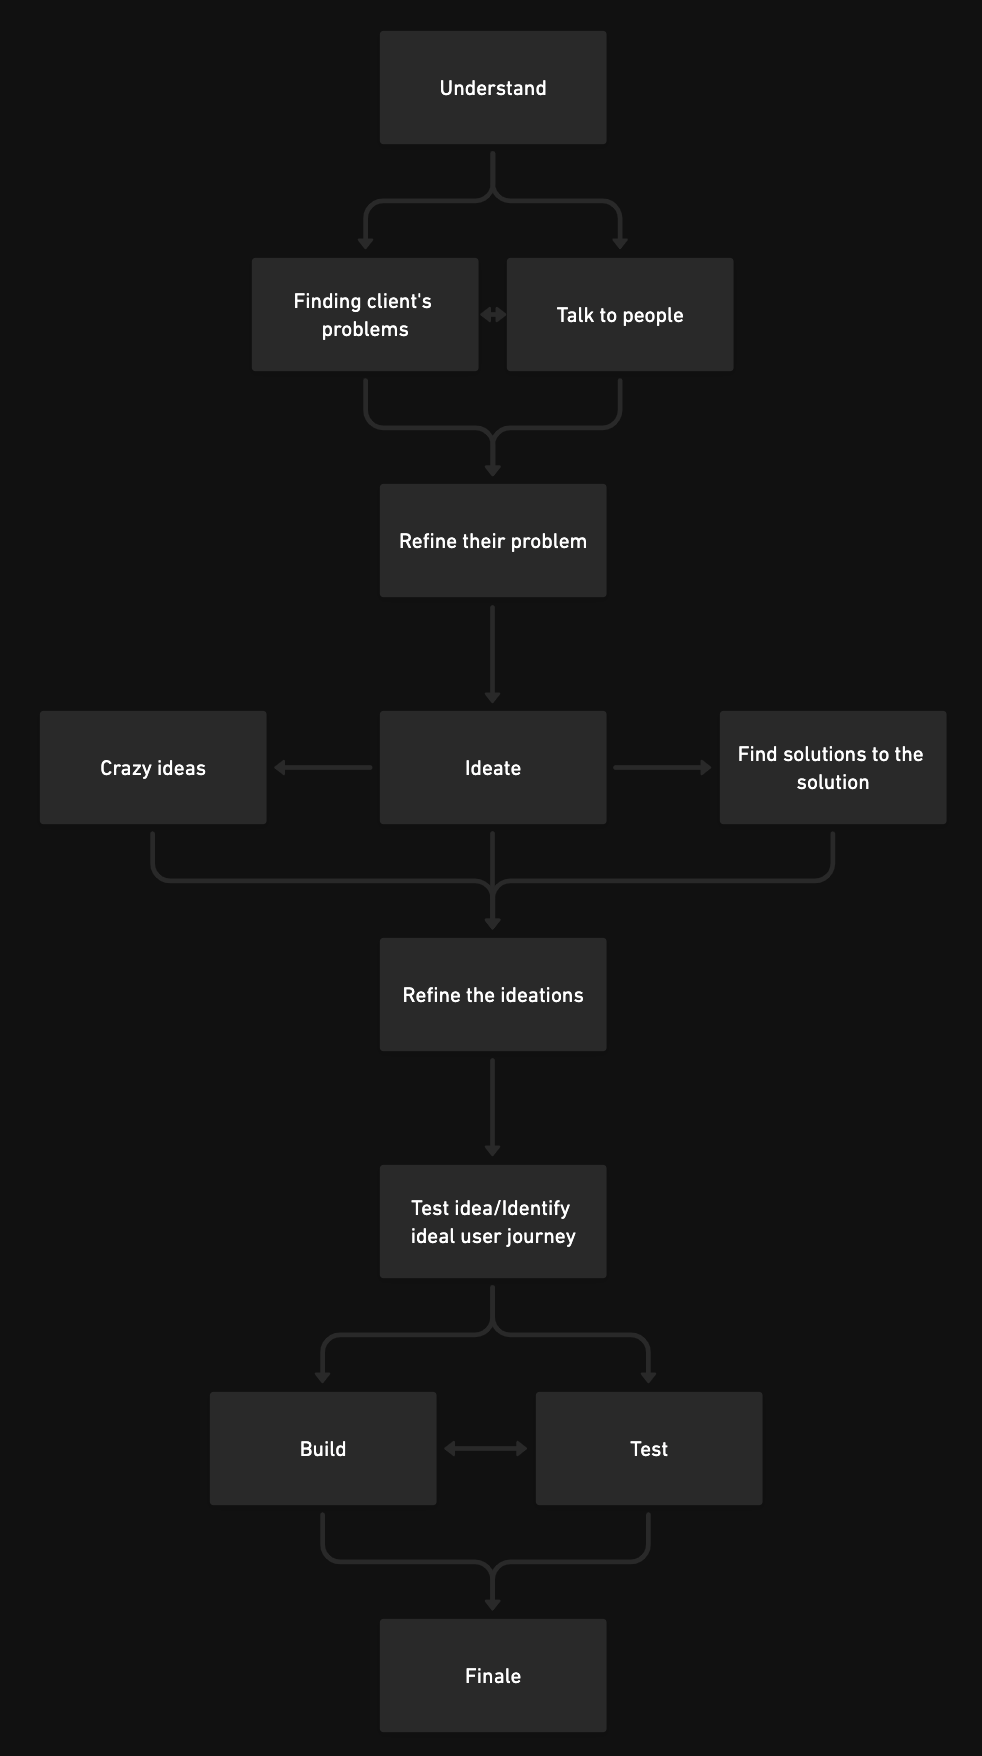 Understand
Finding client's
problems
Talk to people
Refine their problem
Crazy ideas
Ideate
Find solutions to the
solution
Refine the ideations
Test idea/Identify
ideal user journey
Build
Test
Finale